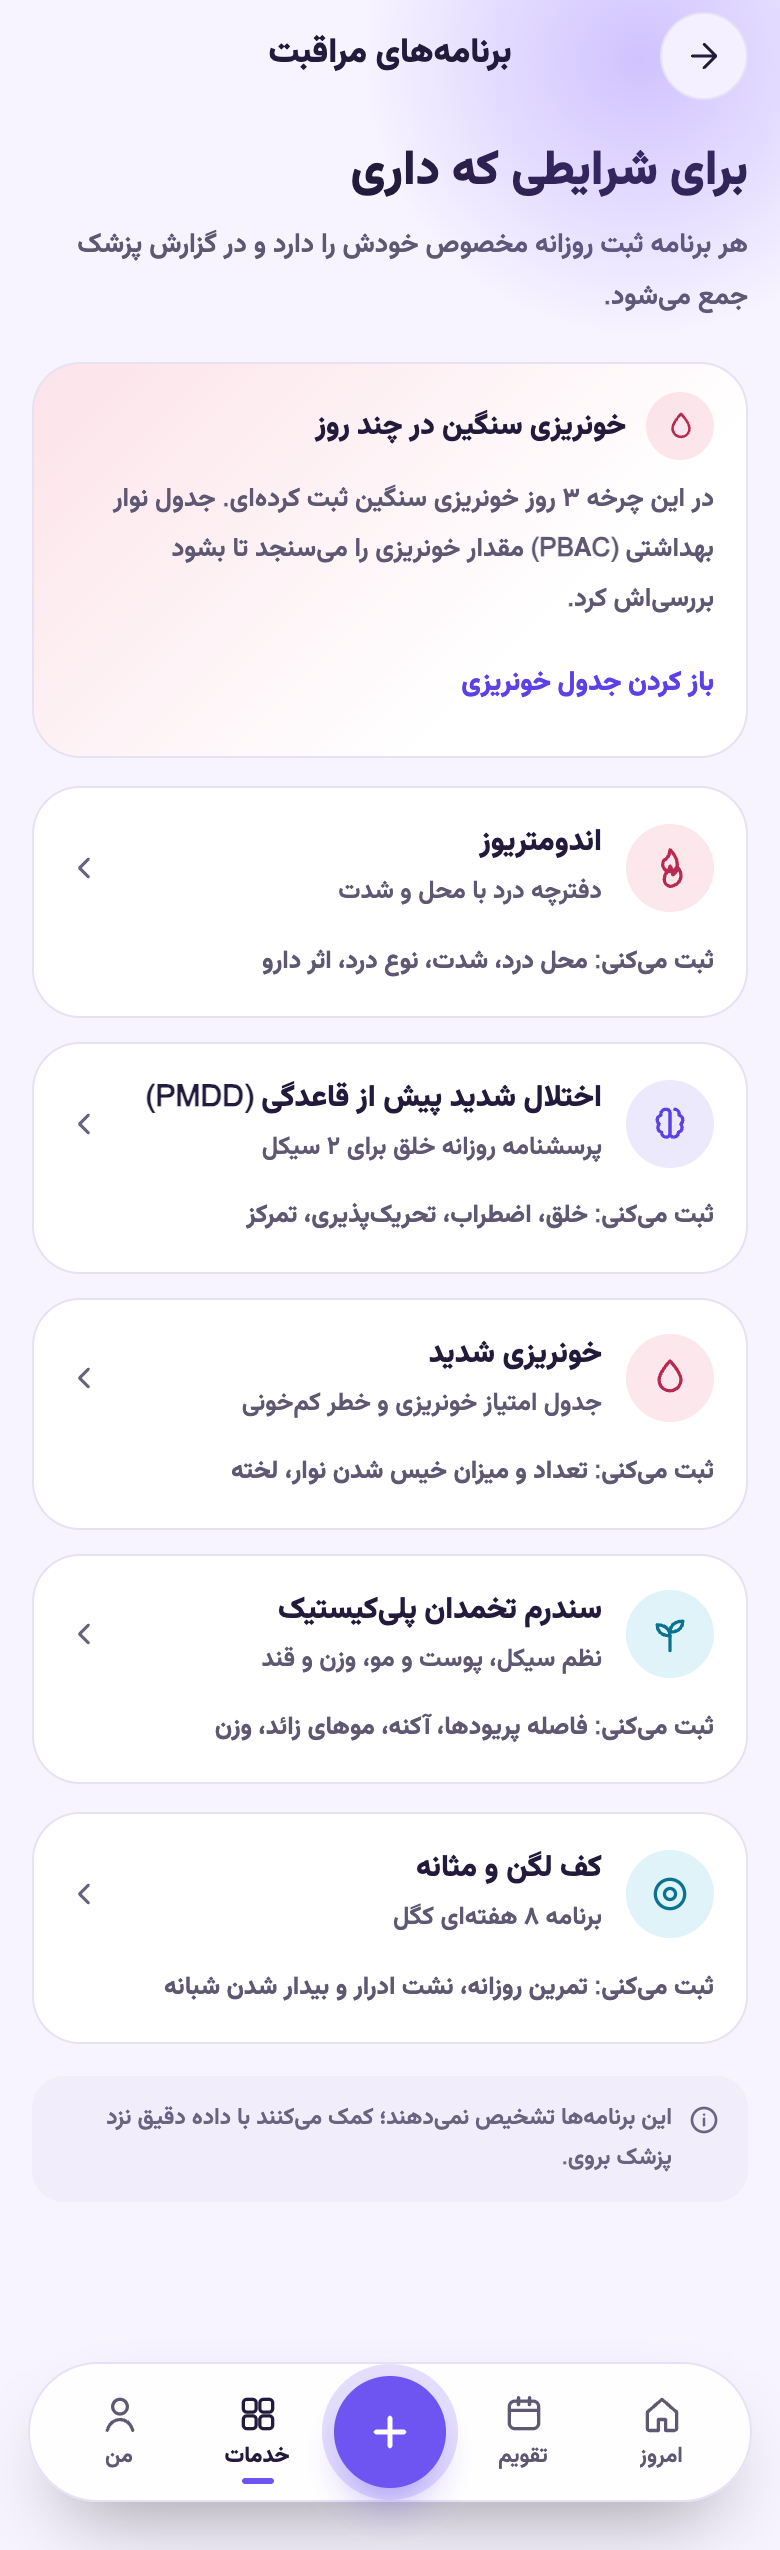 برنامه‌های مراقبت
برای شرایطی که داری
هر برنامه ثبت روزانه مخصوص خودش را دارد و در گزارش پزشک
جمع می‌شود.
خونریزی سنگین در چند روز
در این چرخه ۳ روز خونریزی سنگین ثبت کرده‌ای. جدول نوار
بهداشتی (PBAC) مقدار خونریزی را می‌سنجد تا بشود
بررسی‌اش کرد.
باز کردن جدول خونریزی
اندومتریوز
دفترچه درد با محل و شدت
ثبت می‌کنی: محل درد، شدت، نوع درد، اثر دارو
اختلال شدید پیش از قاعدگی (PMDD)
پرسشنامه روزانه خلق برای ۲ سیکل
ثبت می‌کنی: خلق، اضطراب، تحریک‌پذیری، تمرکز
خونریزی شدید
جدول امتیاز خونریزی و خطر کم‌خونی
ثبت می‌کنی: تعداد و میزان خیس شدن نوار، لخته
سندرم تخمدان پلی‌کیستیک
نظم سیکل، پوست و مو، وزن و قند
ثبت می‌کنی: فاصله پریودها، آکنه، موهای زائد، وزن
کف لگن و مثانه
برنامه ۸ هفته‌ای کگل
ثبت می‌کنی: تمرین روزانه، نشت ادرار و بیدار شدن شبانه
این برنامه‌ها تشخیص نمی‌دهند؛ کمک می‌کنند با داده دقیق نزد
پزشک بروی.
امروز
تقویم
خدمات
من